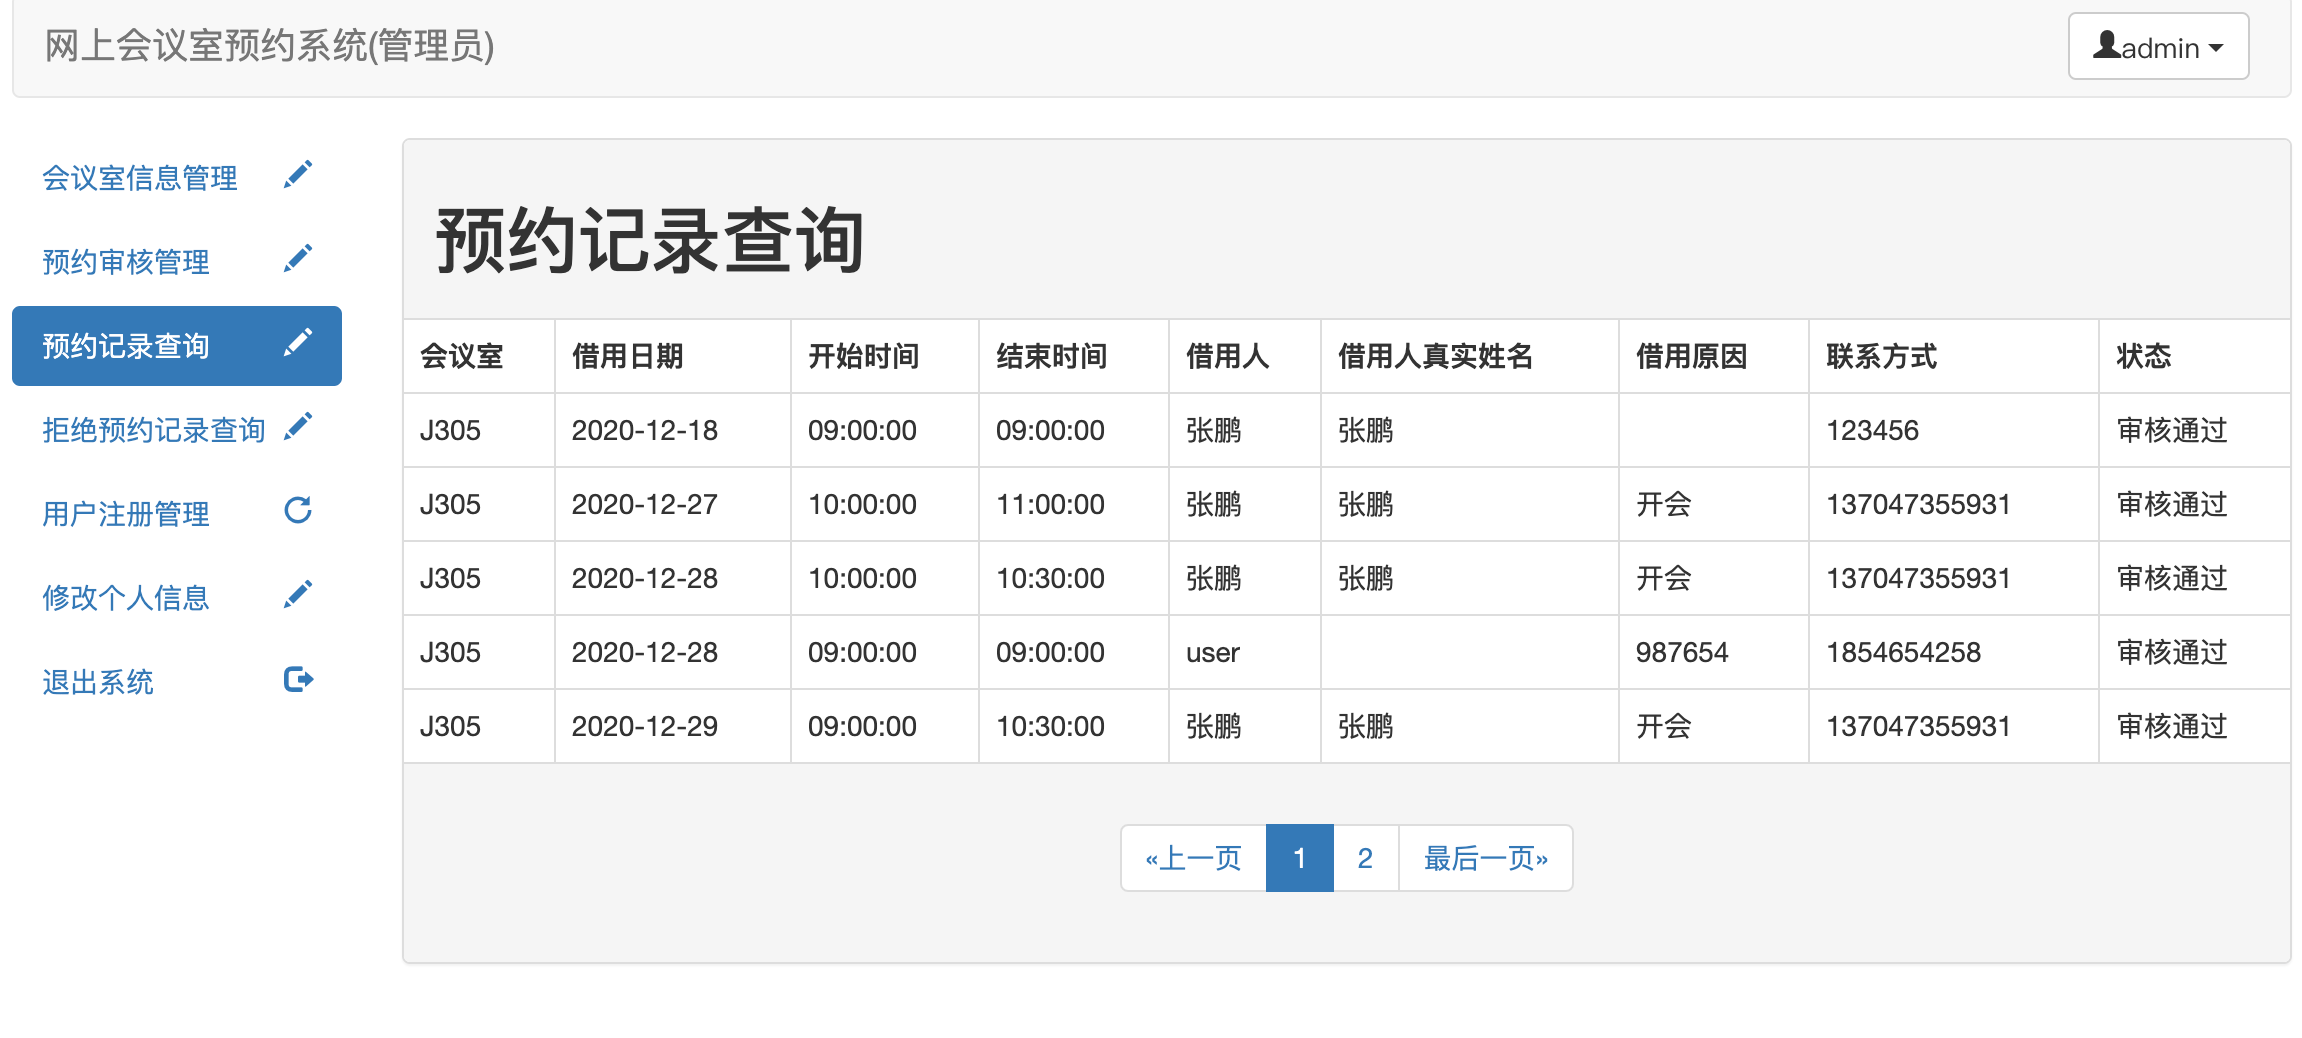 网上会议室预约系统(管理员)
admin
会议室信息管理
预约审核管理
预约记录查询
拒绝预约记录查询
用户注册管理
修改个人信息
退出系统
预约记录查询
会议室 借用日期 开始时间 结束时间 借用人 借用人真实姓名 借用原因 联系方式 状态
J305 2020-12-18 09:00:00 09:00:00 张鹏 张鹏 123456 审核通过
J305 2020-12-27 10:00:00 11:00:00 张鹏 张鹏 开会 137047355931 审核通过
J305 2020-12-28 10:00:00 10:30:00 张鹏 张鹏 开会 137047355931 审核通过
J305 2020-12-28 09:00:00 09:00:00 user 987654 1854654258 审核通过
J305 2020-12-29 09:00:00 10:30:00 张鹏 张鹏 开会 137047355931 审核通过
«上一页 1 2 最后一页»